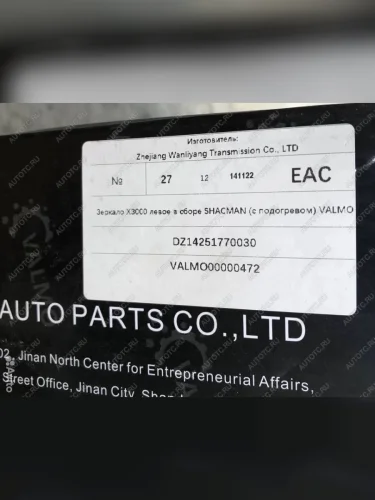 Изготовитель:
Zhejiang Wanliyang Transmission Co., LTD
№ 27 12 141122 EAC
Зеркало X3000 левое в сборе SHACMAN (с подогревом) VALMO
DZ14251770030
VALMO00000472
AUTO PARTS CO.,LTD
02, Jinan North Center for Entrepreneurial Affairs,
Street Office, Jinan City,